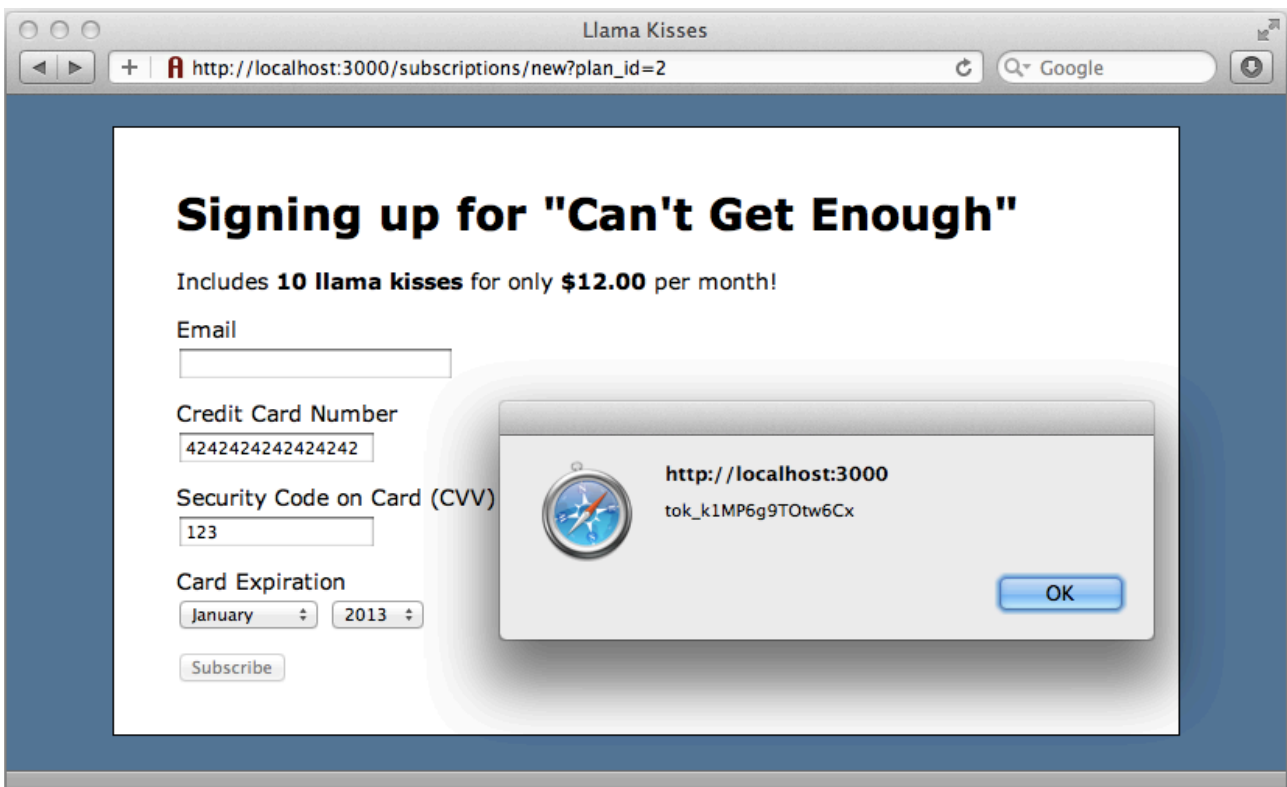 Llama Kisses
http://localhost:3000/subscriptions/new?plan_id=2
Google
Signing up for "Can't Get Enough"
Includes 10 llama kisses for only $12.00 per month!
Email
Credit Card Number
4242424242424242
Security Code on Card (CVV)
123
Card Expiration
January 2013
Subscribe
http://localhost:3000
tok_k1MP6g9TOtw6Cx
OK